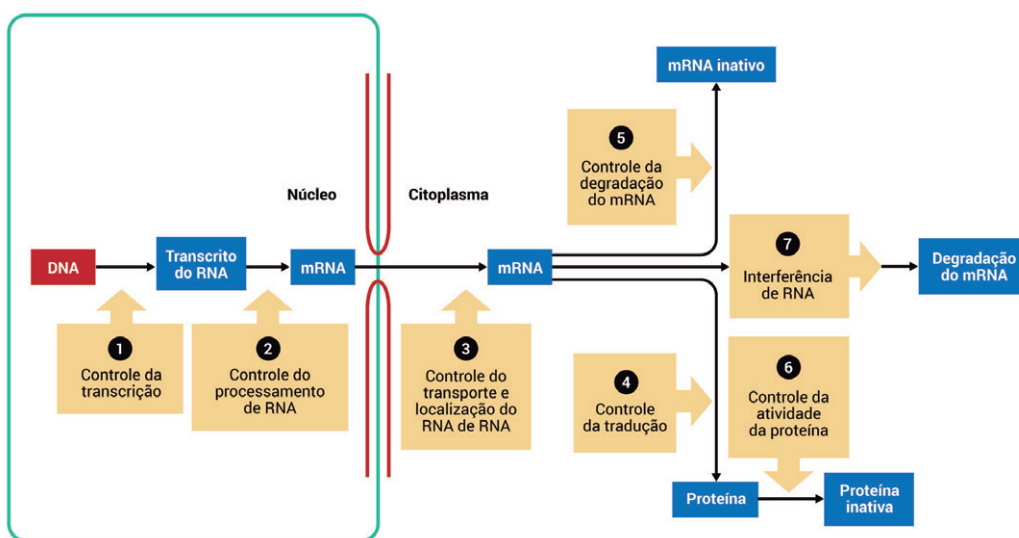 mRNA inativo
5
Controle da
degradação
do mRNA
Núcleo
Citoplasma
DNA
Transcrito
do RNA
mRNA
mRNA
7
Interferência
de RNA
Degradação
do mRNA
1
Controle da
transcrição
2
Controle do
processamento
de RNA
3
Controle do
transporte e
localização do
RNA de RNA
4
Controle
da tradução
6
Controle da
atividade
da proteína
Proteína
Proteína
inativa